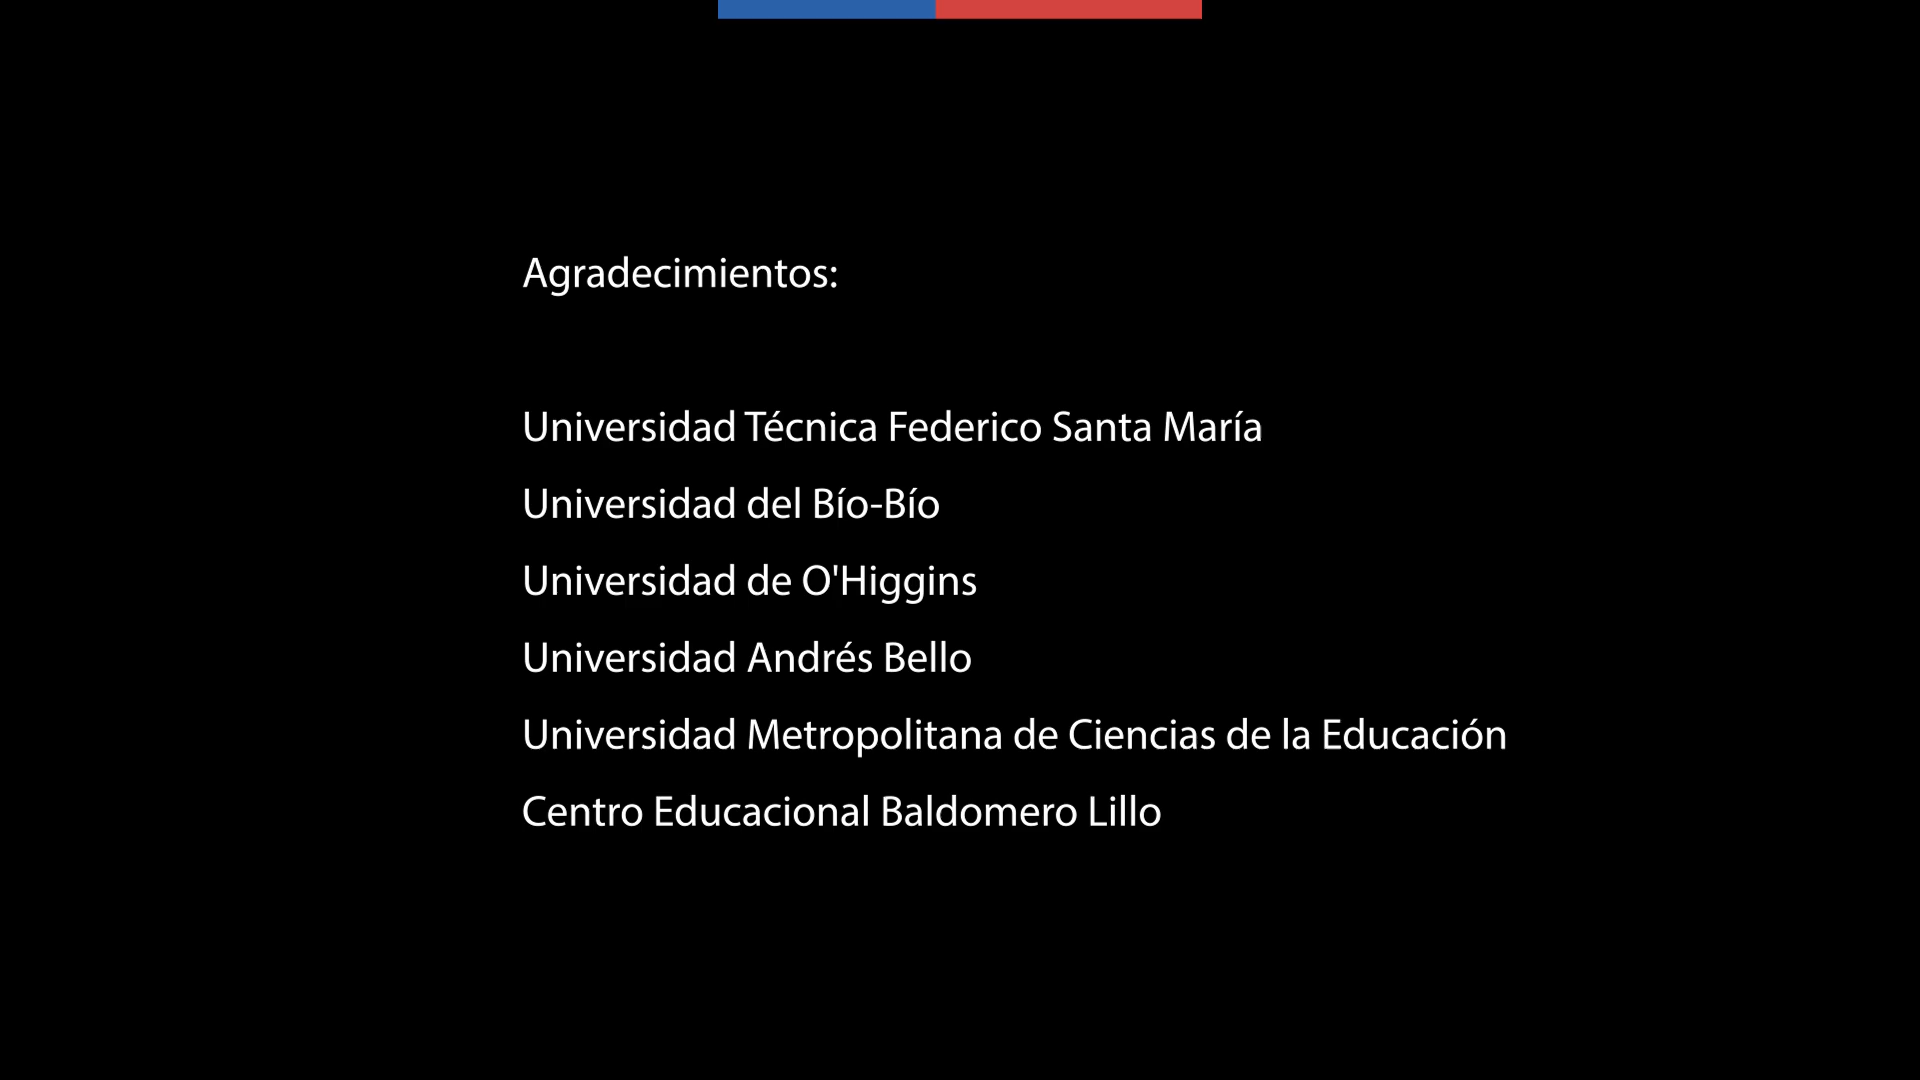 Agradecimientos:
Universidad Técnica Federico Santa María
Universidad del Bío-Bío
Universidad de O'Higgins
Universidad Andrés Bello
Universidad Metropolitana de Ciencias de la Educación
Centro Educacional Baldomero Lillo